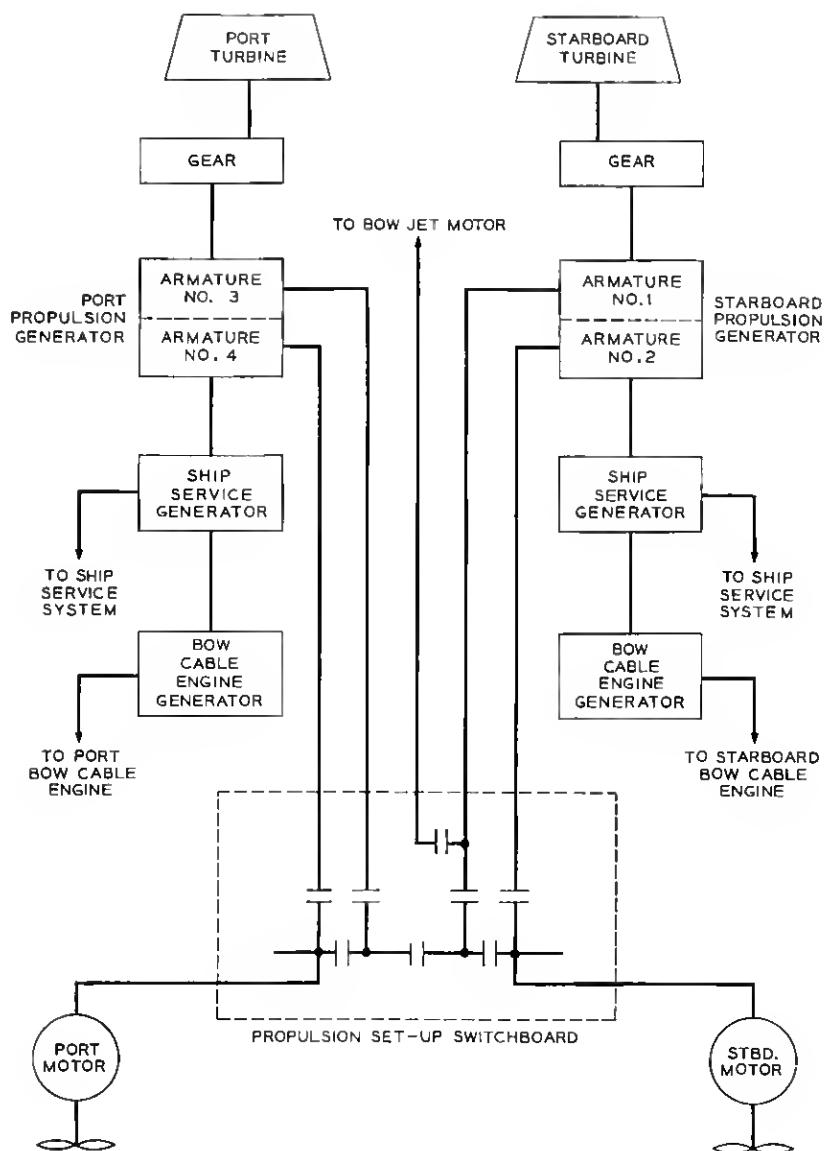 PORT
TURBINE
STARBOARD
TURBINE
GEAR
GEAR
TO BOW JET MOTOR
PORT
PROPULSION
GENERATOR
ARMATURE
NO. 3
ARMATURE
NO. 4
ARMATURE
NO.1
ARMATURE
NO.2
STARBOARD
PROPULSION
GENERATOR
SHIP
SERVICE
GENERATOR
SHIP
SERVICE
GENERATOR
TO SHIP
SERVICE
SYSTEM
TO SHIP
SERVICE
SYSTEM
BOW
CABLE
ENGINE
GENERATOR
BOW
CABLE
ENGINE
GENERATOR
TO PORT
BOW CABLE
ENGINE
TO STARBOARD
BOW CABLE
ENGINE
PROPULSION SET-UP SWITCHBOARD
PORT
MOTOR
STBD.
MOTOR